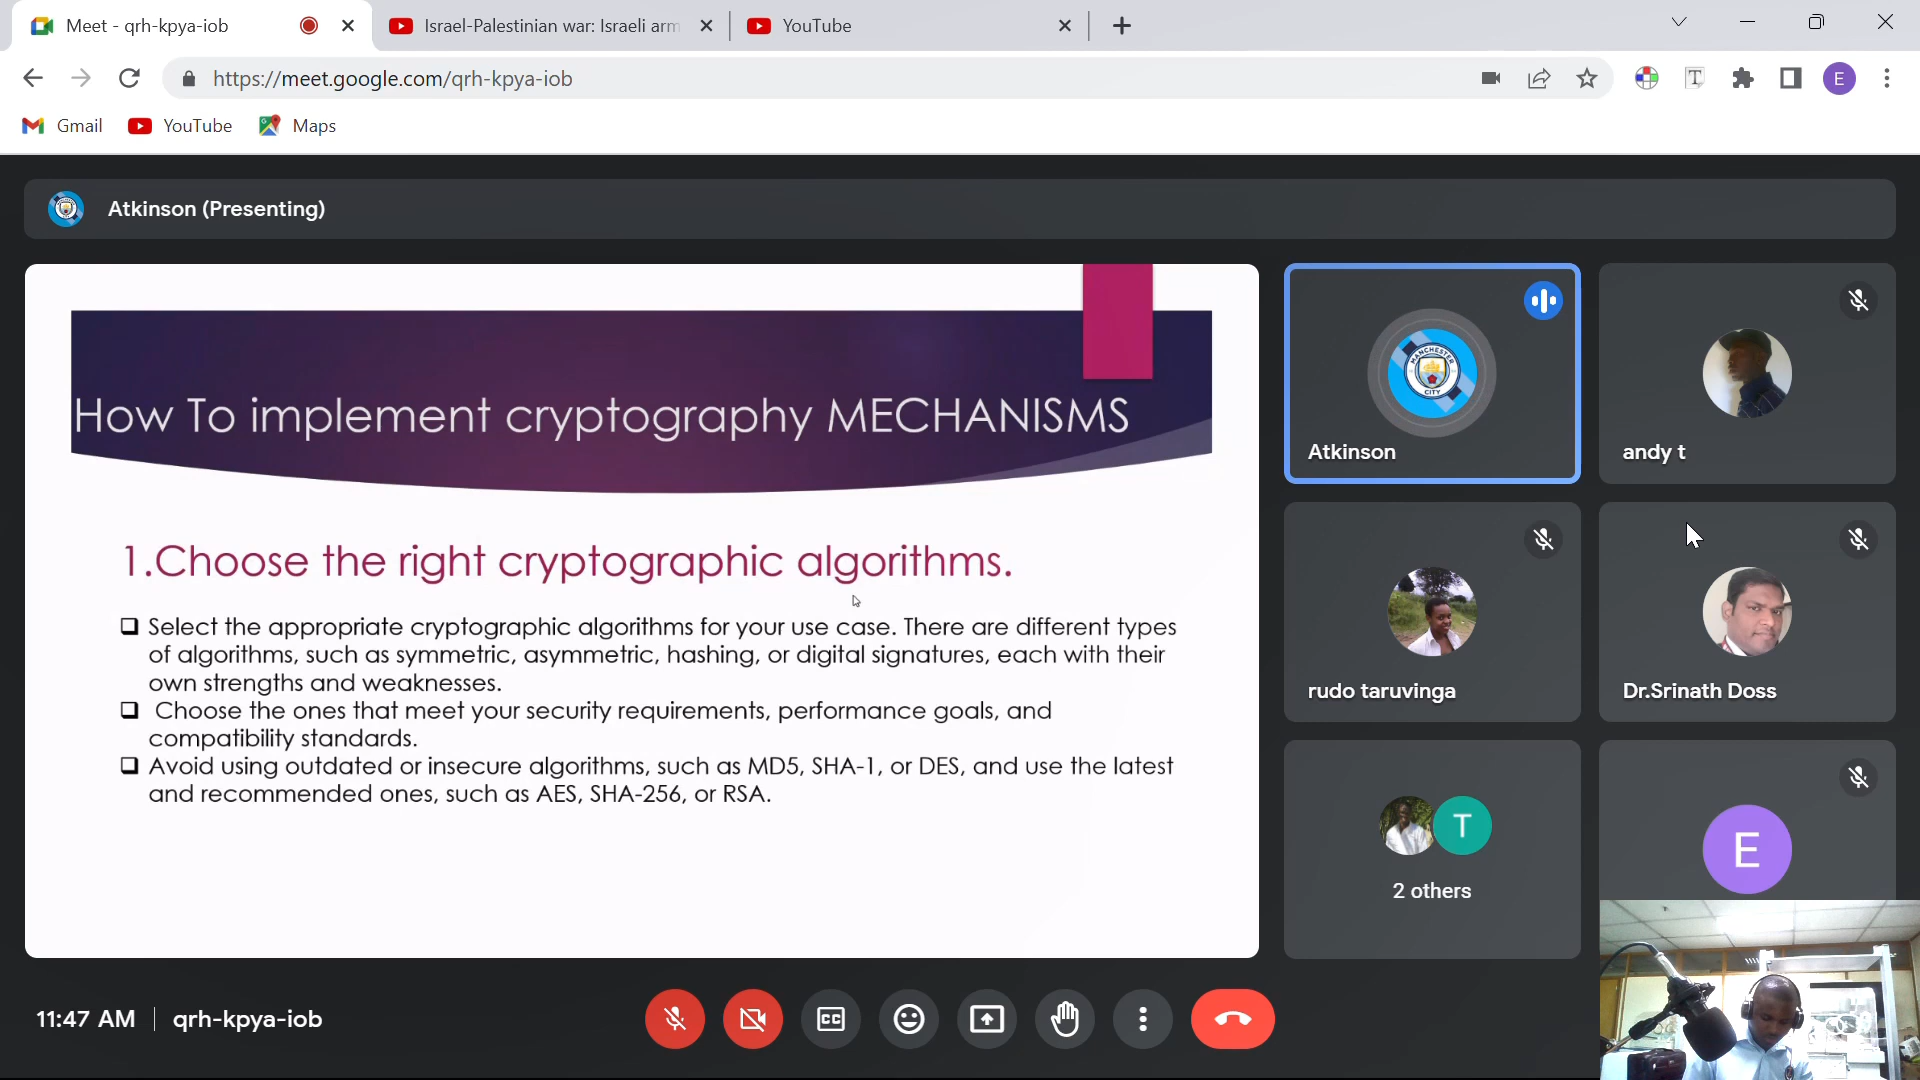 Meet - qrh-kpya-iob
Israel-Palestinian war: Israeli arm
YouTube
https://meet.google.com/qrh-kpya-iob
T
E
Gmail
YouTube
Maps
Atkinson (Presenting)
How To implement cryptography MECHANISMS
1.Choose the right cryptographic algorithms.
Select the appropriate cryptographic algorithms for your use case. There are different types
of algorithms, such as symmetric, asymmetric, hashing, or digital signatures, each with their
own strengths and weaknesses.
Choose the ones that meet your security requirements, performance goals, and
compatibility standards.
Avoid using outdated or insecure algorithms, such as MD5, SHA-1, or DES, and use the latest
and recommended ones, such as AES, SHA-256, or RSA.
MANCHESTER
CITY
Atkinson
andy t
rudo taruvinga
Dr.Srinath Doss
T
2 others
E
11:47 AM
qrh-kpya-iob
CC